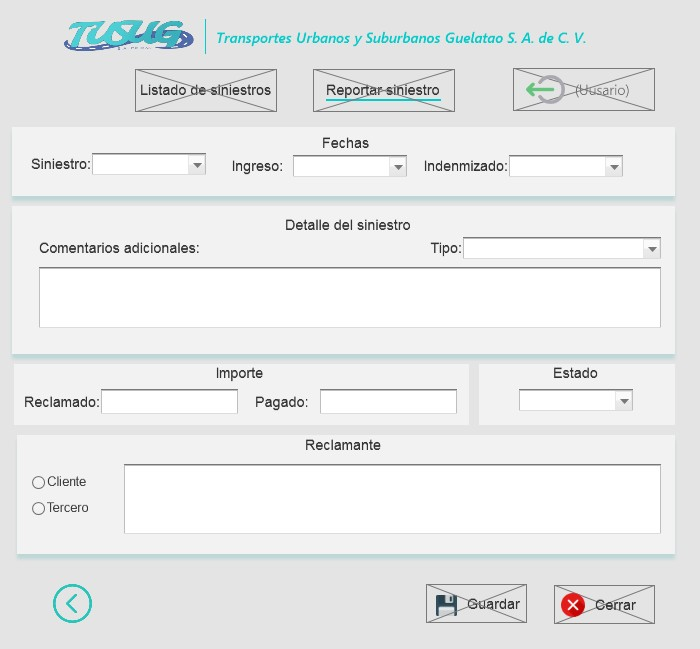 TUSUG
Transportes Urbanos y Suburbanos Guelatao S. A. de C. V.
Listado de siniestros
Reportar siniestro
(Uusario)
Fechas
Siniestro:
Ingreso:
Indenmizado:
Detalle del siniestro
Comentarios adicionales:
Tipo:
Importe
Estado
Reclamado:
Pagado:
Reclamante
Cliente
Tercero
Guardar
Cerrar